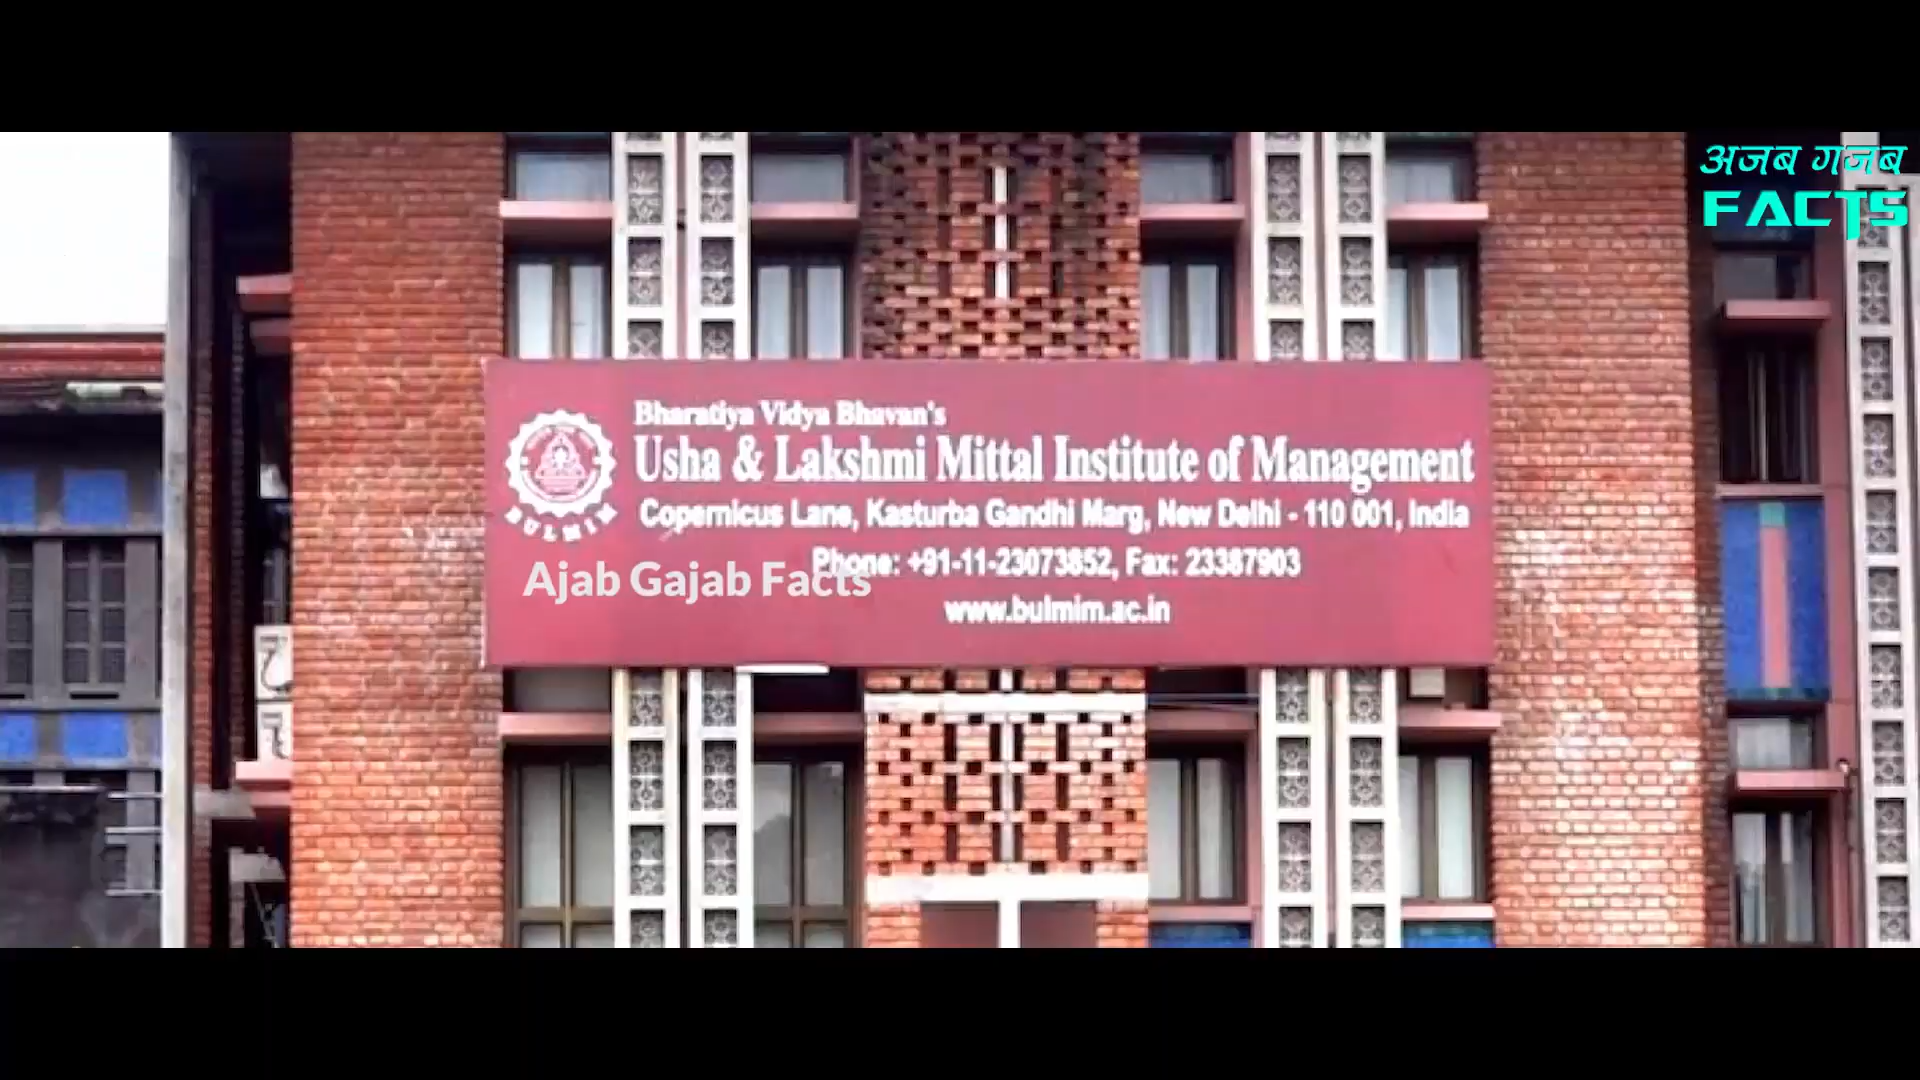 अजब गजब
FACTS
Bharatiya Vidya Bhavan's
Usha & Lakshmi Mittal Institute of Management
Copernicus Lane, Kasturba Gandhi Marg, New Delhi - 110 001, India
Phone: +91-11-23073852, Fax: 23387903
www.bulmim.ac.in
BULMIM
Ajab Gajab Facts